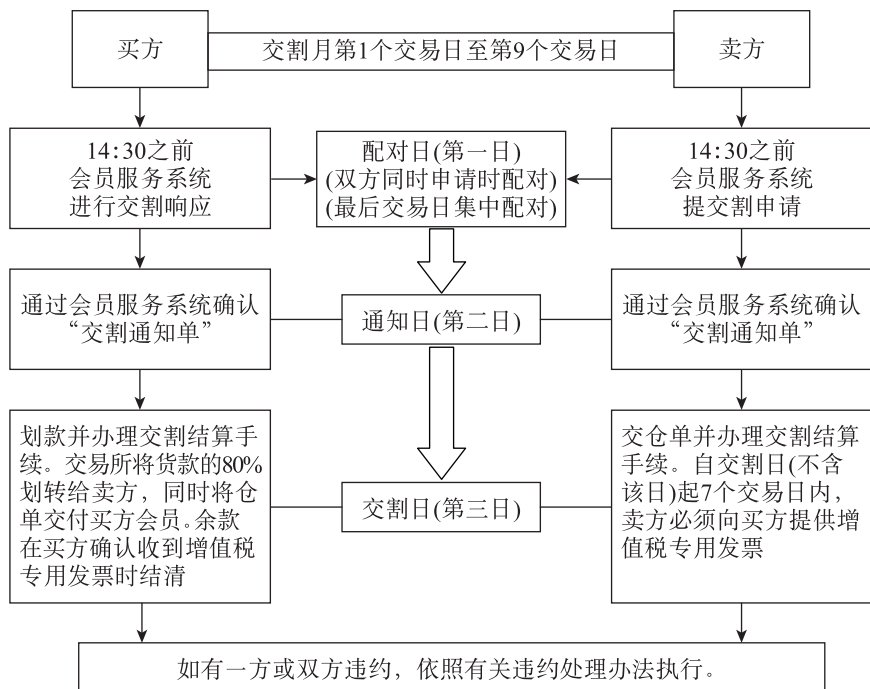 买方
交割月第1个交易日至第9个交易日
卖方
14:30之前
会员服务系统
进行交割响应
配对日(第一日)
(双方同时申请时配对)
(最后交易日集中配对)
14:30之前
会员服务系统
提交割申请
通过会员服务系统确认
“交割通知单”
通知日(第二日)
通过会员服务系统确认
“交割通知单”
划款并办理交割结算手
续。交易所将货款的80%
划转给卖方，同时将仓
单交付买方会员。余款
在买方确认收到增值税
专用发票时结清
交割日(第三日)
交仓单并办理交割结算
手续。自交割日(不含
该日)起7个交易日内，
卖方必须向买方提供增
值税专用发票
如有一方或双方违约，依照有关违约处理办法执行。